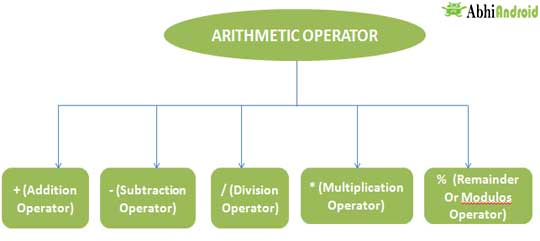 AbhiAndroid
ARITHMETIC OPERATOR
+ (Addition
Operator)
- (Subtraction
Operator)
/ (Division
Operator)
* (Multiplication
Operator)
% (Remainder
Or Modulos
Operator)